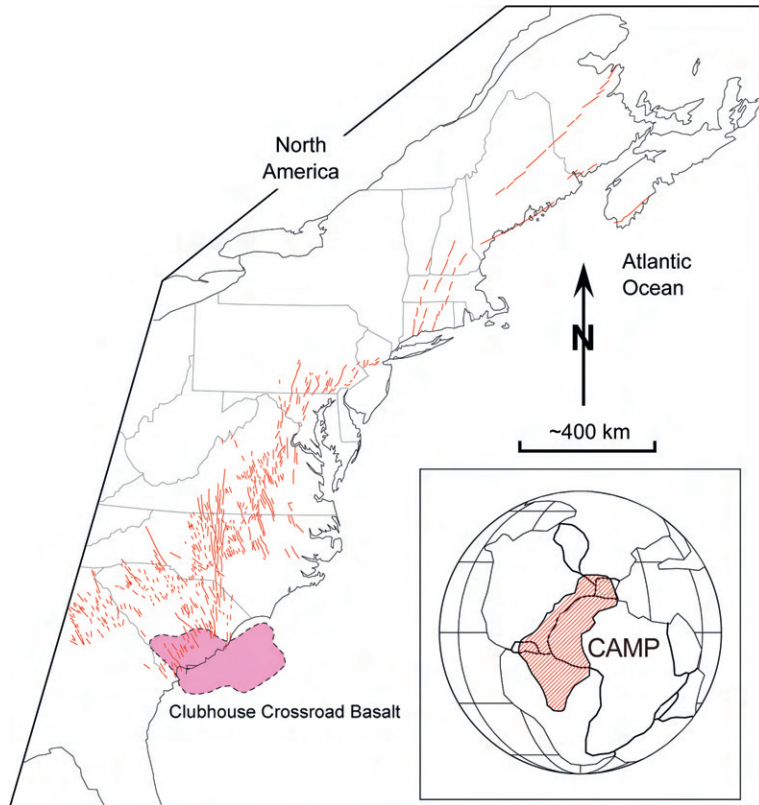 North
America
Atlantic
Ocean
N
~400 km
CAMP
Clubhouse Crossroad Basalt